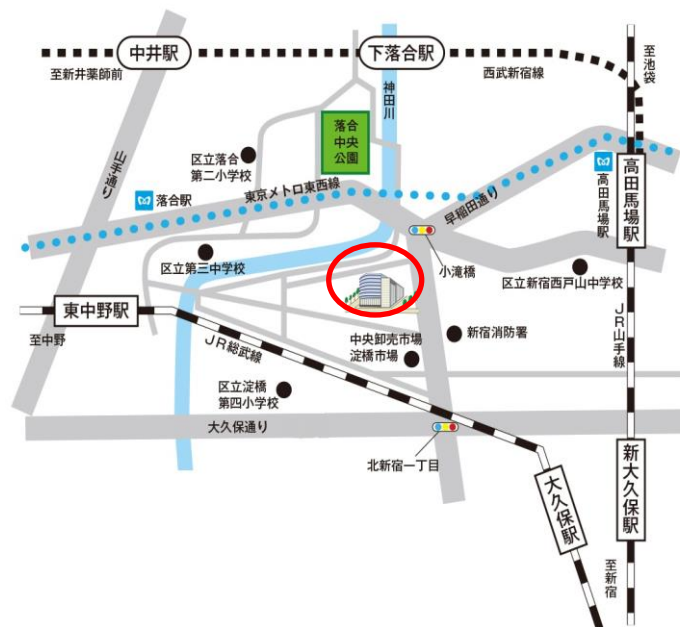 中井駅
下落合駅
至新井薬師前
西武新宿線
至池袋
神田川
落合
中央
公園
山手通り
区立落合
第二小学校
落合駅
東京メトロ東西線
早稲田通り
高田馬場駅
高田馬場駅
小滝橋
区立第三中学校
区立新宿西戸山中学校
東中野駅
至中野
JR総武線
中央卸売市場
淀橋市場
新宿消防署
JR山手線
区立淀橋
第四小学校
大久保通り
北新宿一丁目
大久保駅
新大久保駅
至新宿